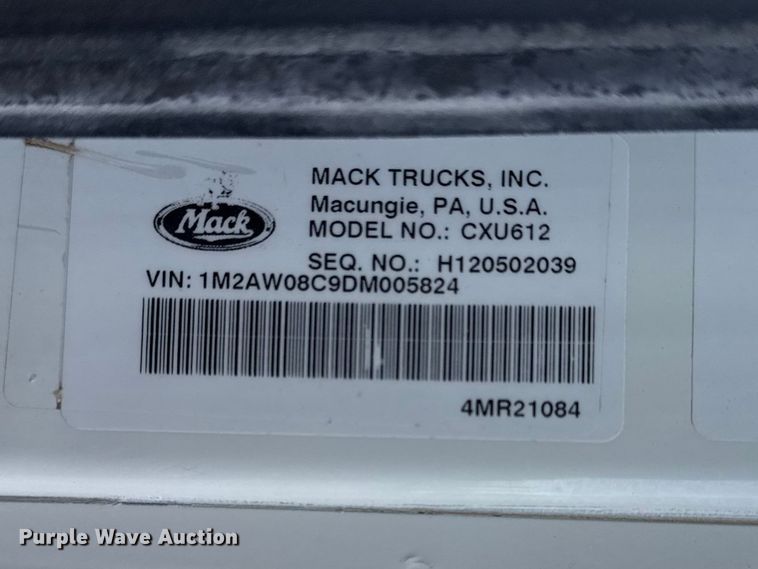 Mack
MACK TRUCKS, INC.
Macungie, PA, U.S.A.
MODEL NO.: CXU612
SEQ. NO.: H120502039
VIN: 1M2AW08C9DM005824
4MR21084
Purple Wave Auction